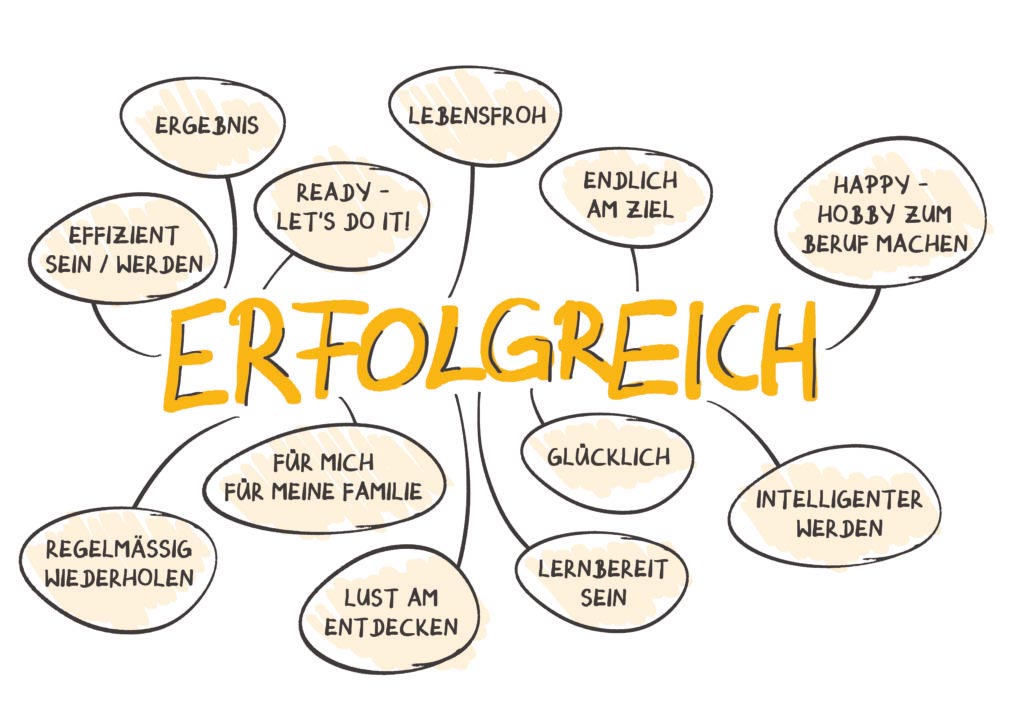 ERGEBNIS
LEBENSFROH
READY -
LET'S DO IT!
ENDLICH
AM ZIEL
HAPPY -
HOBBY ZUM
BERUF MACHEN
EFFIZIENT
SEIN / WERDEN
ERFOLGREICH
FÜR MICH
FÜR MEINE FAMILIE
GLÜCKLICH
INTELLIGENTER
WERDEN
REGELMÄSSIG
WIEDERHOLEN
LUST AM
ENTDECKEN
LERNBEREIT
SEIN